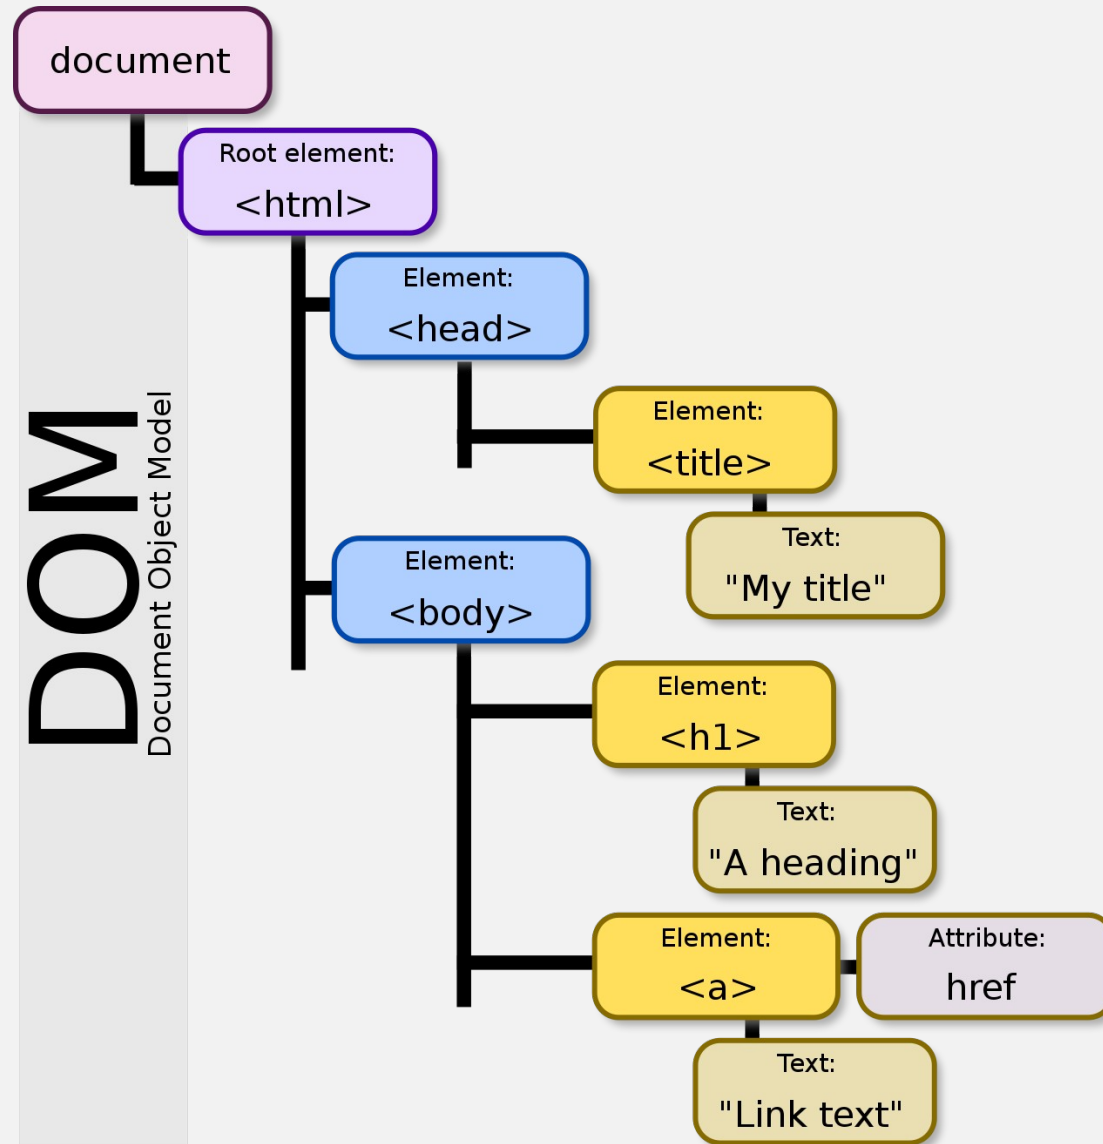 document
Root element:
<html>
Element:
<head>
Element:
<title>
Text:
"My title"
Element:
<body>
Element:
<h1>
Text:
"A heading"
Element:
<a>
Attribute:
href
Text:
"Link text"
DOM
Document Object Model